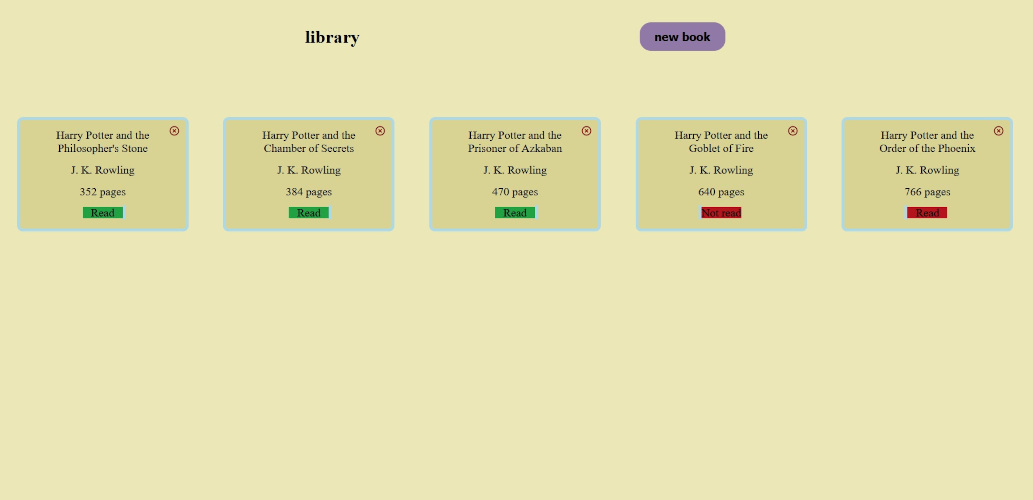 library
new book
Harry Potter and the
Philosopher's Stone
J. K. Rowling
352 pages
Read
Harry Potter and the
Chamber of Secrets
J. K. Rowling
384 pages
Read
Harry Potter and the
Prisoner of Azkaban
J. K. Rowling
470 pages
Read
Harry Potter and the
Goblet of Fire
J. K. Rowling
640 pages
Not read
Harry Potter and the
Order of the Phoenix
J. K. Rowling
766 pages
Read